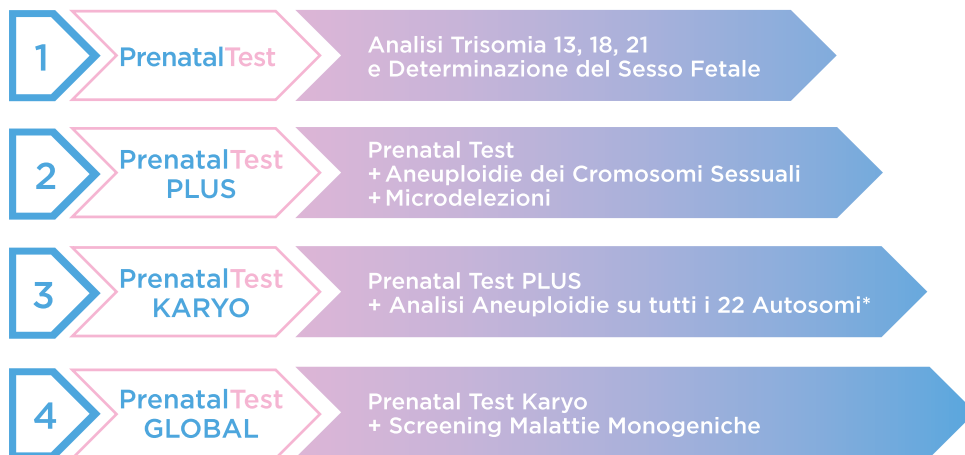 1
PrenatalTest
Analisi Trisomia 13, 18, 21
e Determinazione del Sesso Fetale
2
PrenatalTest
PLUS
Prenatal Test
+ Aneuploidie dei Cromosomi Sessuali
+ Microdelezioni
3
PrenatalTest
KARYO
Prenatal Test PLUS
+ Analisi Aneuploidie su tutti i 22 Autosomi*
4
PrenatalTest
GLOBAL
Prenatal Test Karyo
+ Screening Malattie Monogeniche